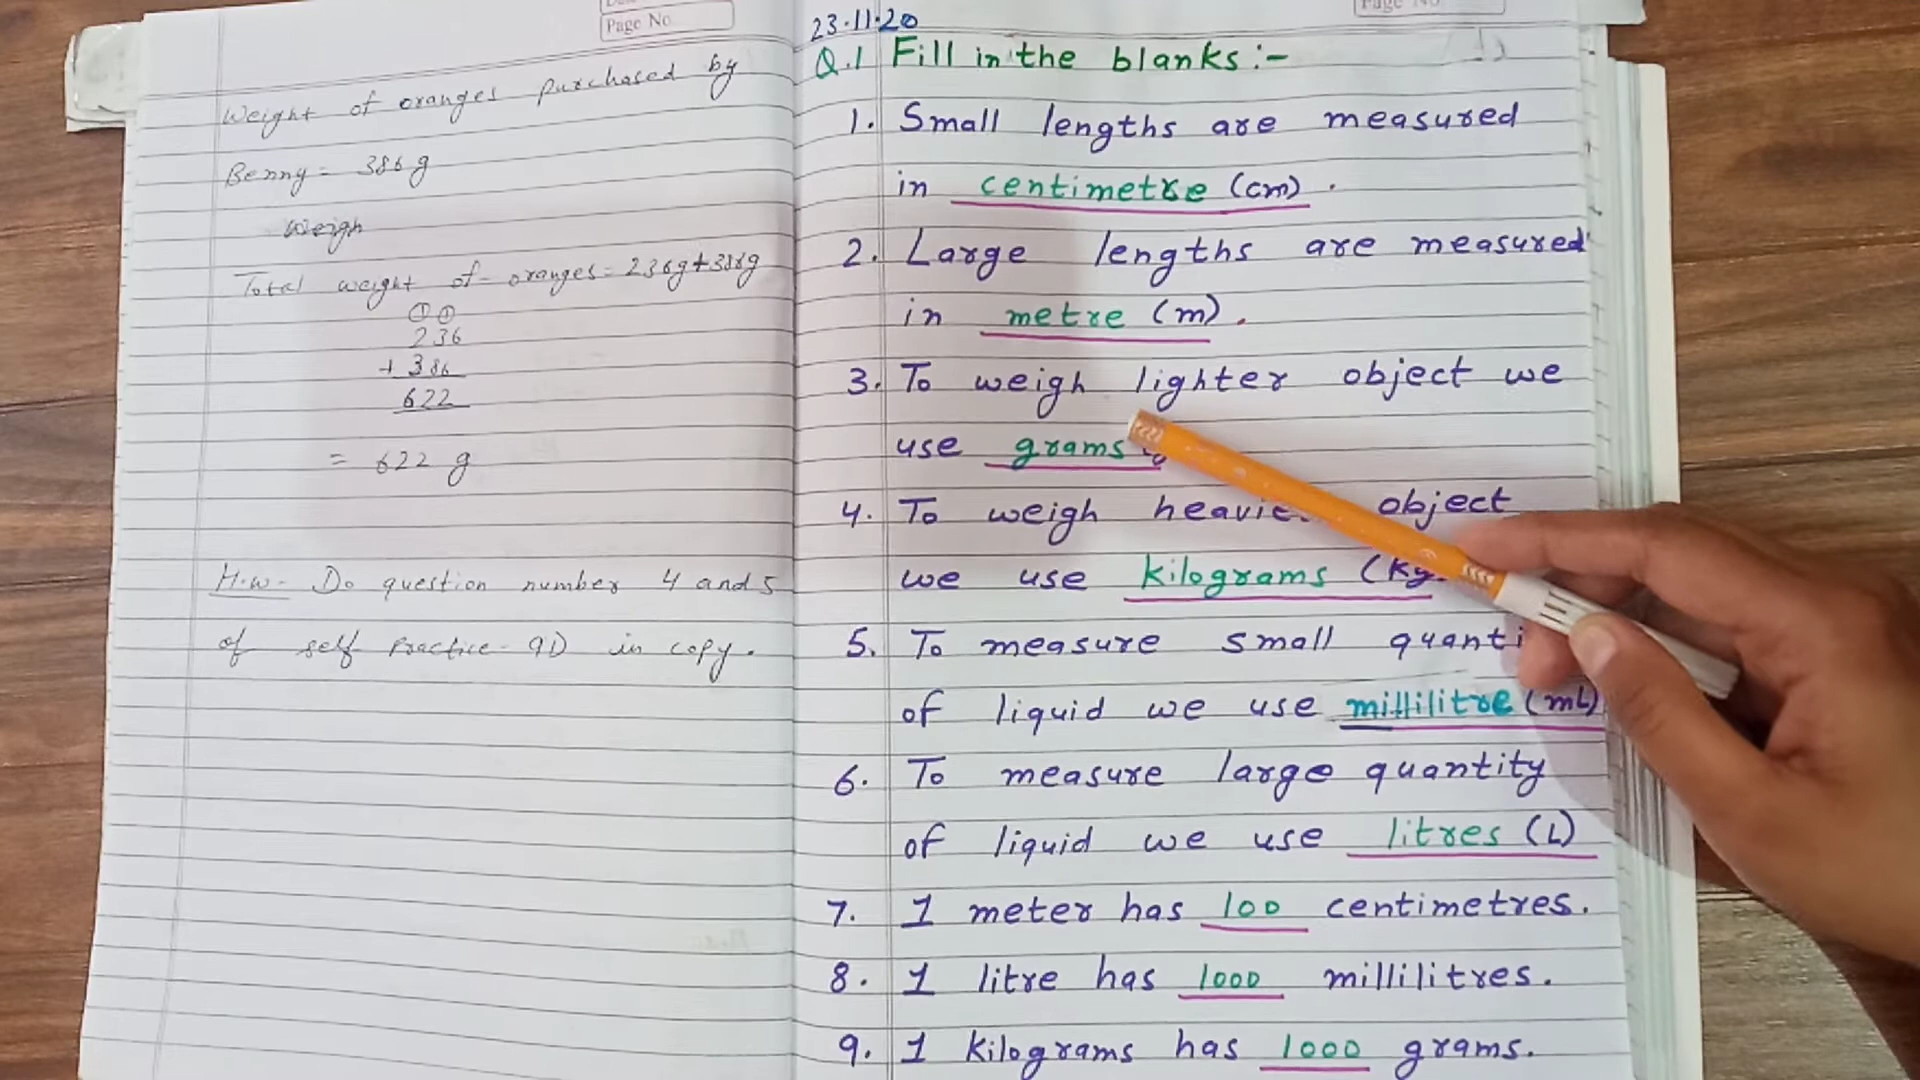 Page No.
Weight of oranges purchased by
Benny = 386 g
Weigh
Total weight of oranges = 236g + 386g
① ①
236
+ 386
622
= 622 g
H.W- Do question number 4 and 5
of self Practice- 9D in copy.
23.11.20
Page No.
Q.1 Fill in the blanks :-
1. Small lengths are measured
in centimetre (cm).
2. Large lengths are measured
in metre (m).
3. To weigh lighter object we
use grams
4. To weigh object
we use kilograms (kg
5. To measure small
of liquid we use millilitre (mL)
6. To measure large quantity
of liquid we use litres (L)
7. 1 meter has 100 centimetres.
8. 1 litre has 1000 millilitres.
9. 1 kilograms has 1000 grams.